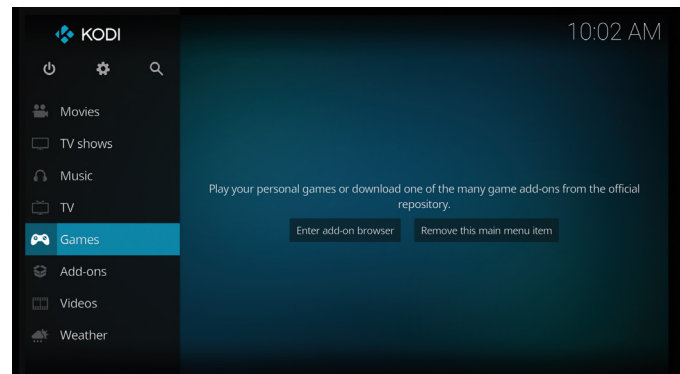 KODI
10:02 AM
Movies
TV shows
Music
TV
Games
Add-ons
Videos
Weather
Play your personal games or download one of the many game add-ons from the official
repository.
Enter add-on browser
Remove this main menu item